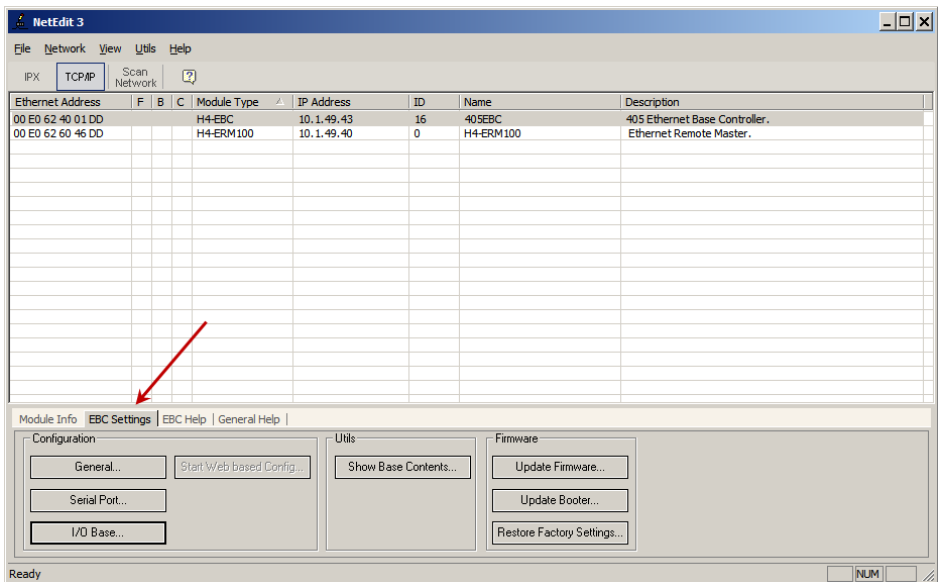 NetEdit 3
File Network View Utils Help
IPX TCP/IP Scan Network
Ethernet Address F B C Module Type IP Address ID Name Description
00 E0 62 40 01 DD H4-EBC 10.1.49.43 16 405EBC 405 Ethernet Base Controller.
00 E0 62 60 46 DD H4-ERM100 10.1.49.40 0 H4-ERM100 Ethernet Remote Master.
Module Info EBC Settings EBC Help General Help
Configuration Utils Firmware
General... Start Web based Config... Show Base Contents... Update Firmware...
Serial Port... Update Booter...
I/O Base... Restore Factory Settings...
Ready NUM